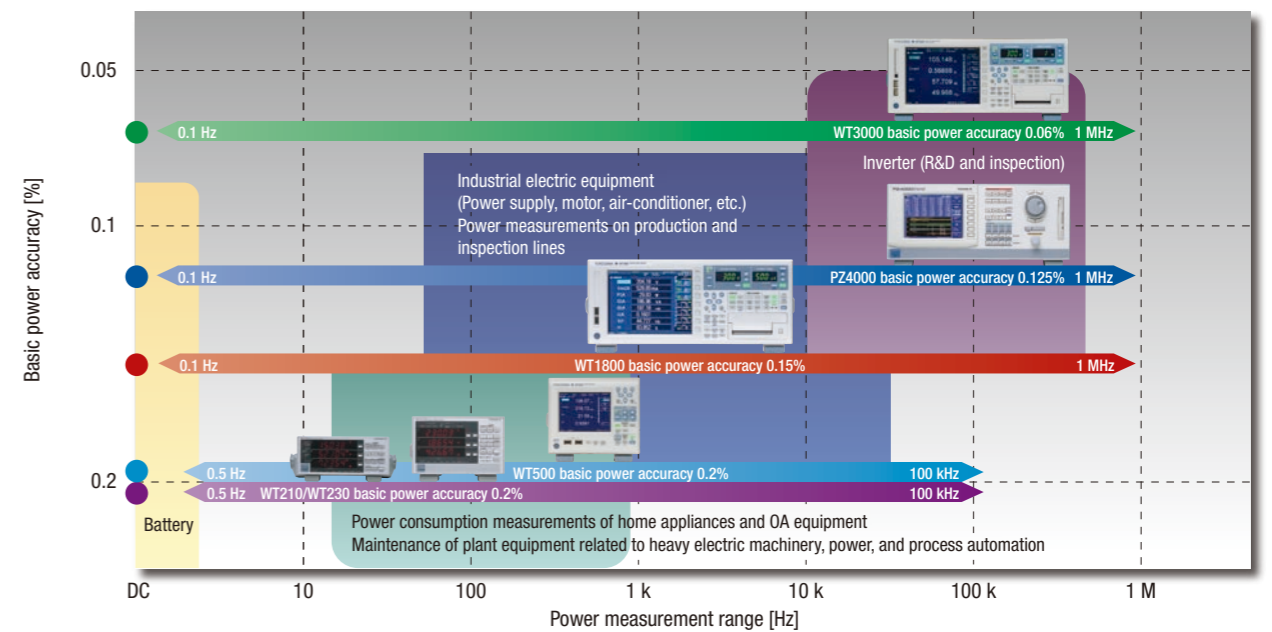 0.05
0.1 Hz
WT3000 basic power accuracy 0.06%
1 MHz
Inverter (R&D and inspection)
Industrial electric equipment
(Power supply, motor, air-conditioner, etc.)
Power measurements on production and
inspection lines
0.1
Basic power accuracy [%]
0.1 Hz
PZ4000 basic power accuracy 0.125%
1 MHz
0.1 Hz
WT1800 basic power accuracy 0.15%
1 MHz
0.5 Hz
WT500 basic power accuracy 0.2%
100 kHz
0.2
0.5 Hz
WT210/WT230 basic power accuracy 0.2%
100 kHz
Battery
Power consumption measurements of home appliances and OA equipment
Maintenance of plant equipment related to heavy electric machinery, power, and process automation
DC
10
100
1 k
10 k
100 k
1 M
Power measurement range [Hz]